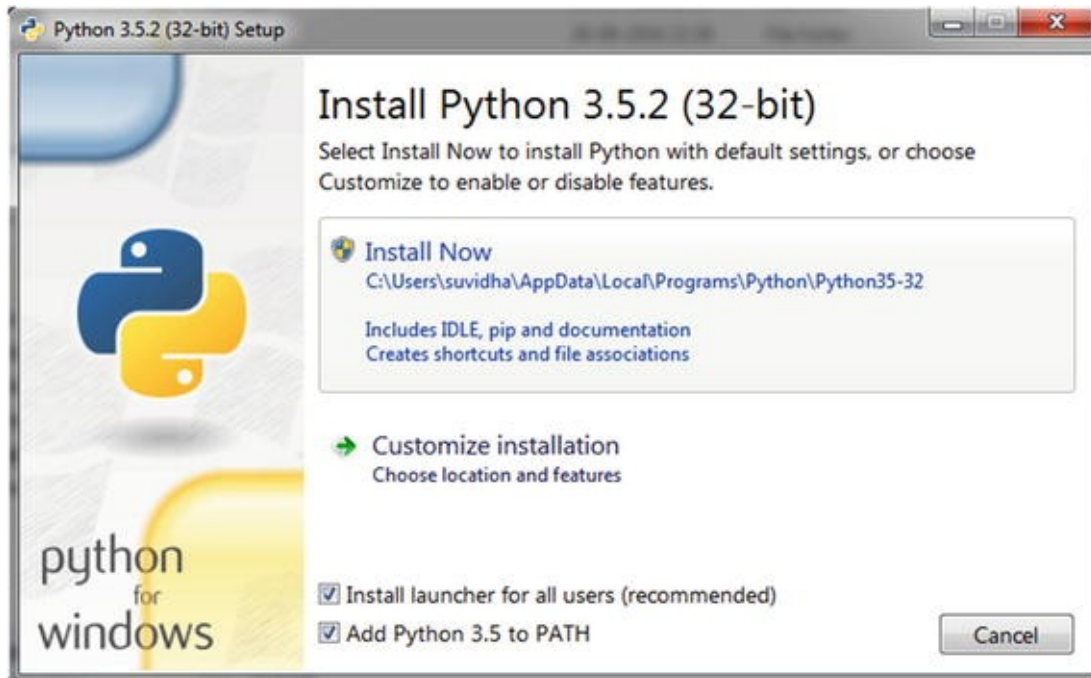 Python 3.5.2 (32-bit) Setup
Install Python 3.5.2 (32-bit)
Select Install Now to install Python with default settings, or choose
Customize to enable or disable features.
Install Now
C:\Users\suvidha\AppData\Local\Programs\Python\Python35-32
Includes IDLE, pip and documentation
Creates shortcuts and file associations
Customize installation
Choose location and features
python
for
windows
Install launcher for all users (recommended)
Add Python 3.5 to PATH
Cancel